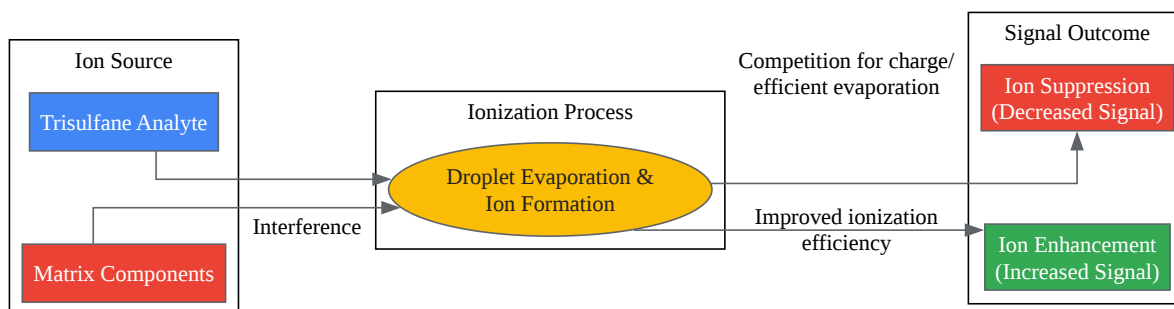 Ion Source
Trisulfane Analyte
Matrix Components
Interference
Ionization Process
Droplet Evaporation &
Ion Formation
Competition for charge/
efficient evaporation
Improved ionization
efficiency
Signal Outcome
Ion Suppression
(Decreased Signal)
Ion Enhancement
(Increased Signal)